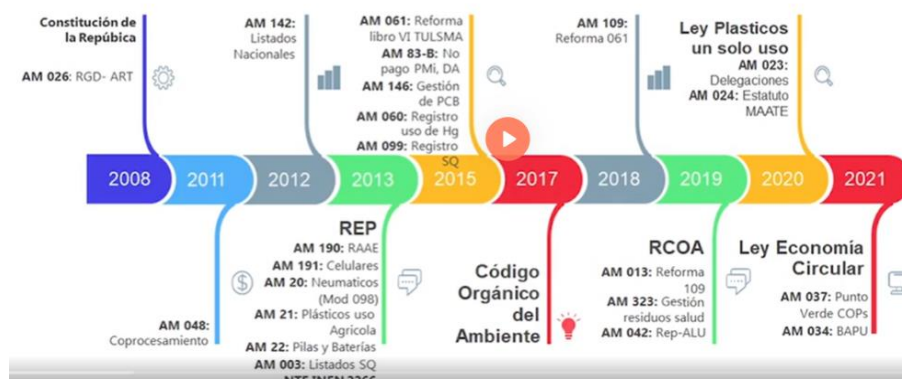 Constitución de
la Repúbica
AM 026: RGD- ART
AM 142:
Listados
Nacionales
AM 061: Reforma
libro VI TULSMA
AM 83-B: No
pago PMi, DA
AM 146: Gestión
de PCB
AM 060: Registro
uso de Hg
AM 099: Registro
SQ
AM 109:
Reforma 061
Ley Plasticos
un solo uso
AM 023:
Delegaciones
AM 024: Estatuto
MAATE
2008
2011
2012
2013
2015
2017
2018
2019
2020
2021
AM 048:
Coprocesamiento
REP
AM 190: RAAE
AM 191: Celulares
AM 20: Neumaticos
(Mod 098)
AM 21: Plásticos uso
Agricola
AM 22: Pilas y Baterías
AM 003: Listados SQ
NTE INEN 2266
Código
Orgánico
del
Ambiente
RCOA
AM 013: Reforma
109
AM 323: Gestión
residuos salud
AM 042: Rep-ALU
Ley Economía
Circular
AM 037: Punto
Verde COPs
AM 034: BAPU